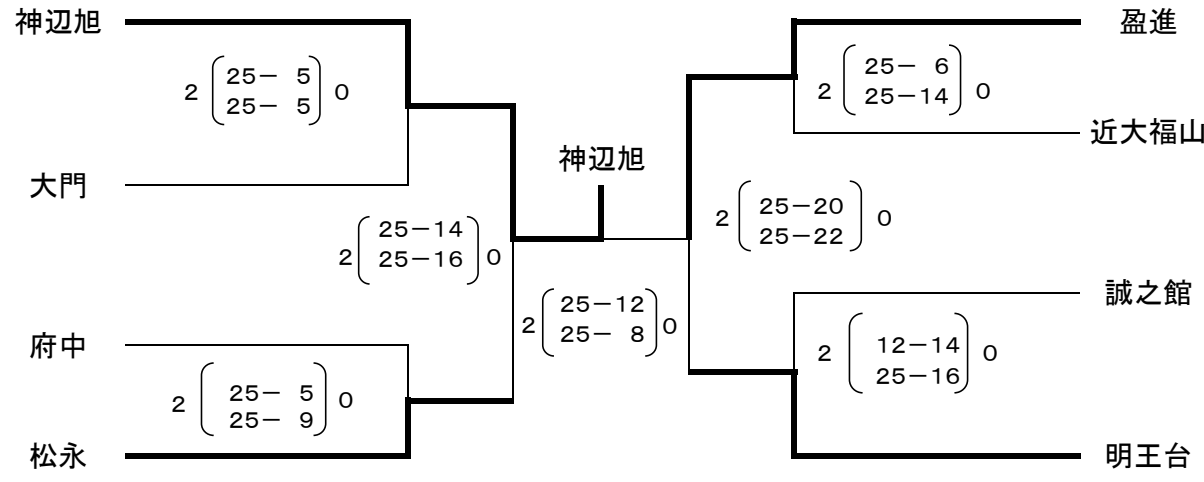 神辺旭
盈進
2 25－ 5 0
25－ 5
2 25－ 6 0
25－14
近大福山
神辺旭
大門
2 25－14 0
25－16
2 25－20 0
25－22
2 25－12 0
25－ 8
誠之館
府中
2 12－14 0
25－16
2 25－ 5 0
25－ 9
松永
明王台